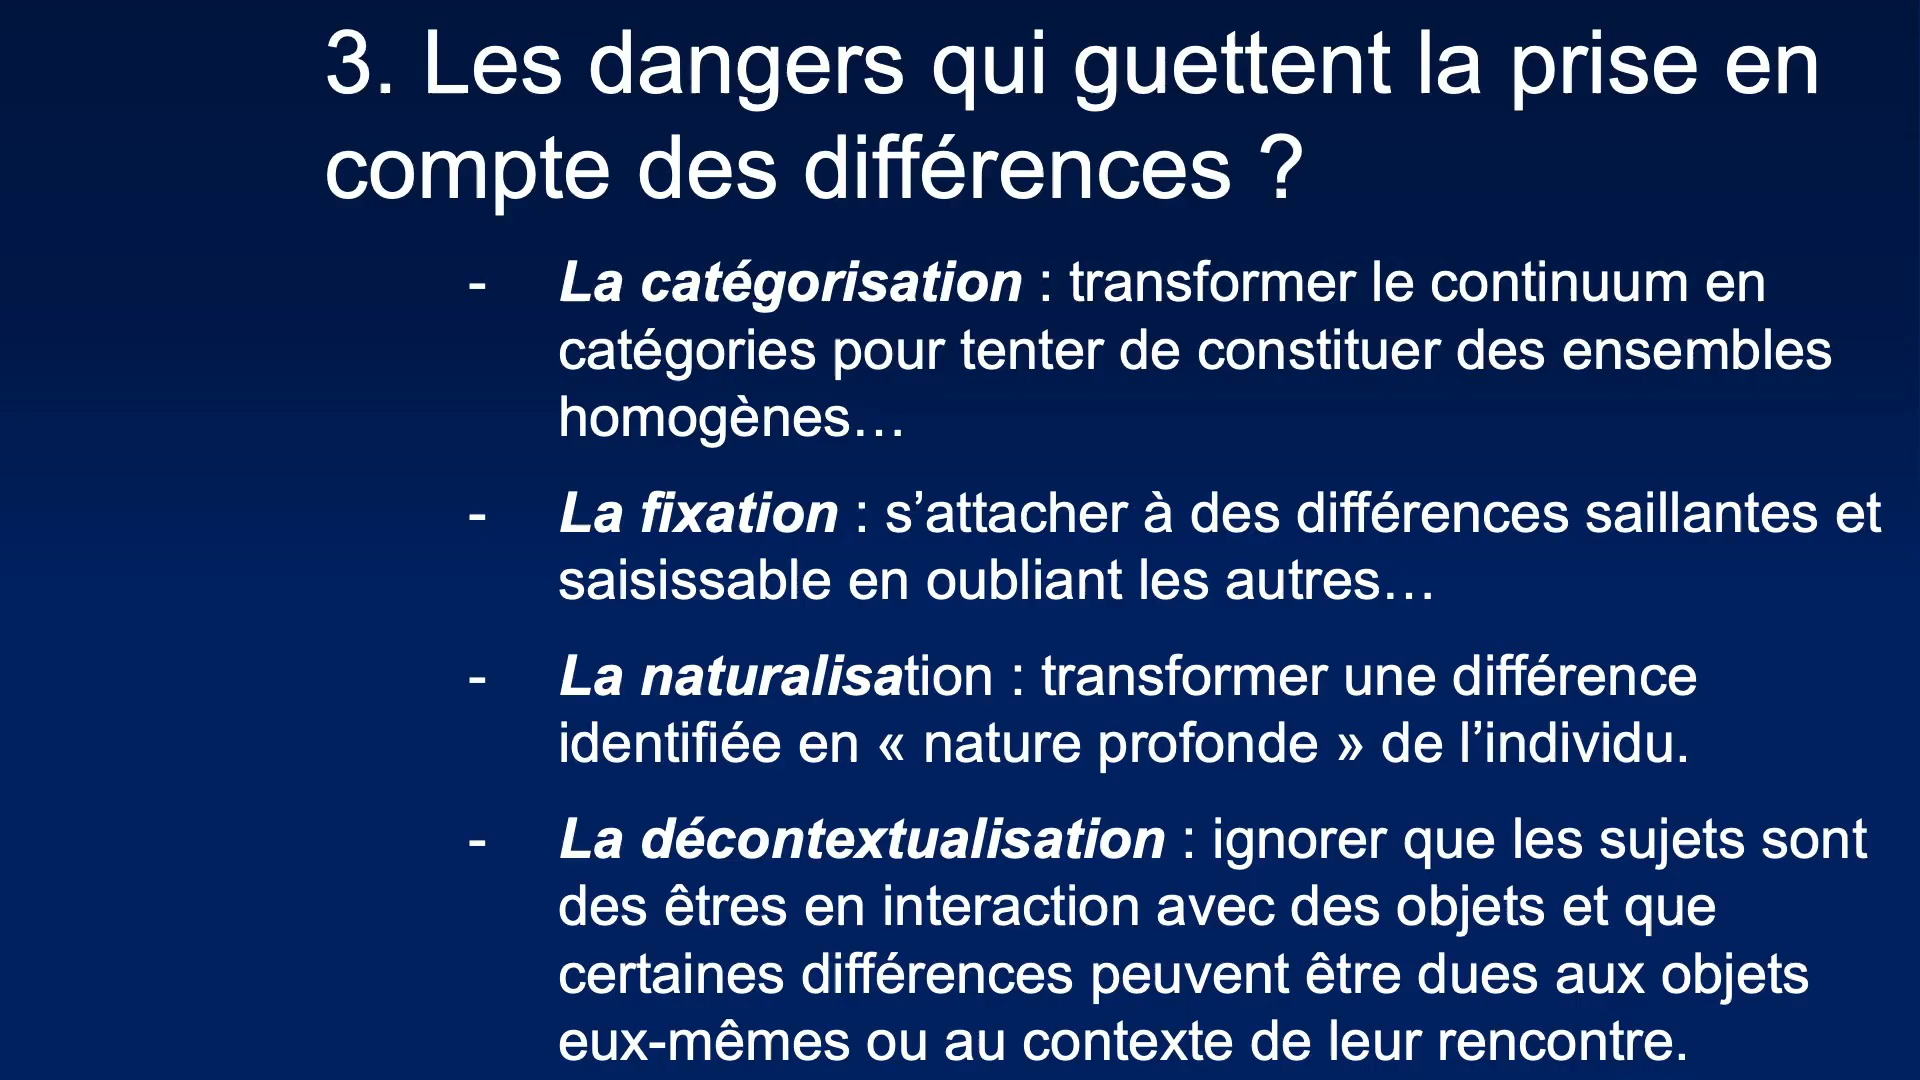 3. Les dangers qui guettent la prise en
compte des différences ?
- La catégorisation : transformer le continuum en
catégories pour tenter de constituer des ensembles
homogènes…
- La fixation : s’attacher à des différences saillantes et
saisissable en oubliant les autres…
- La naturalisation : transformer une différence
identifiée en « nature profonde » de l’individu.
- La décontextualisation : ignorer que les sujets sont
des êtres en interaction avec des objets et que
certaines différences peuvent être dues aux objets
eux-mêmes ou au contexte de leur rencontre.